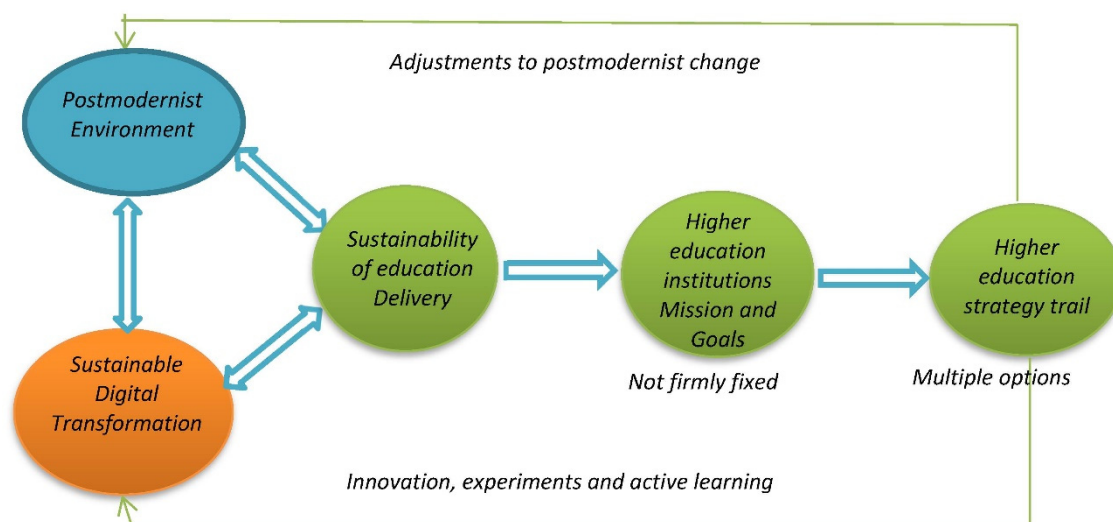 Adjustments to postmodernist change
Postmodernist
Environment
Sustainability
of education
Delivery
Higher
education
institutions
Mission and
Goals
Higher
education
strategy trail
Sustainable
Digital
Transformation
Not firmly fixed
Multiple options
Innovation, experiments and active learning